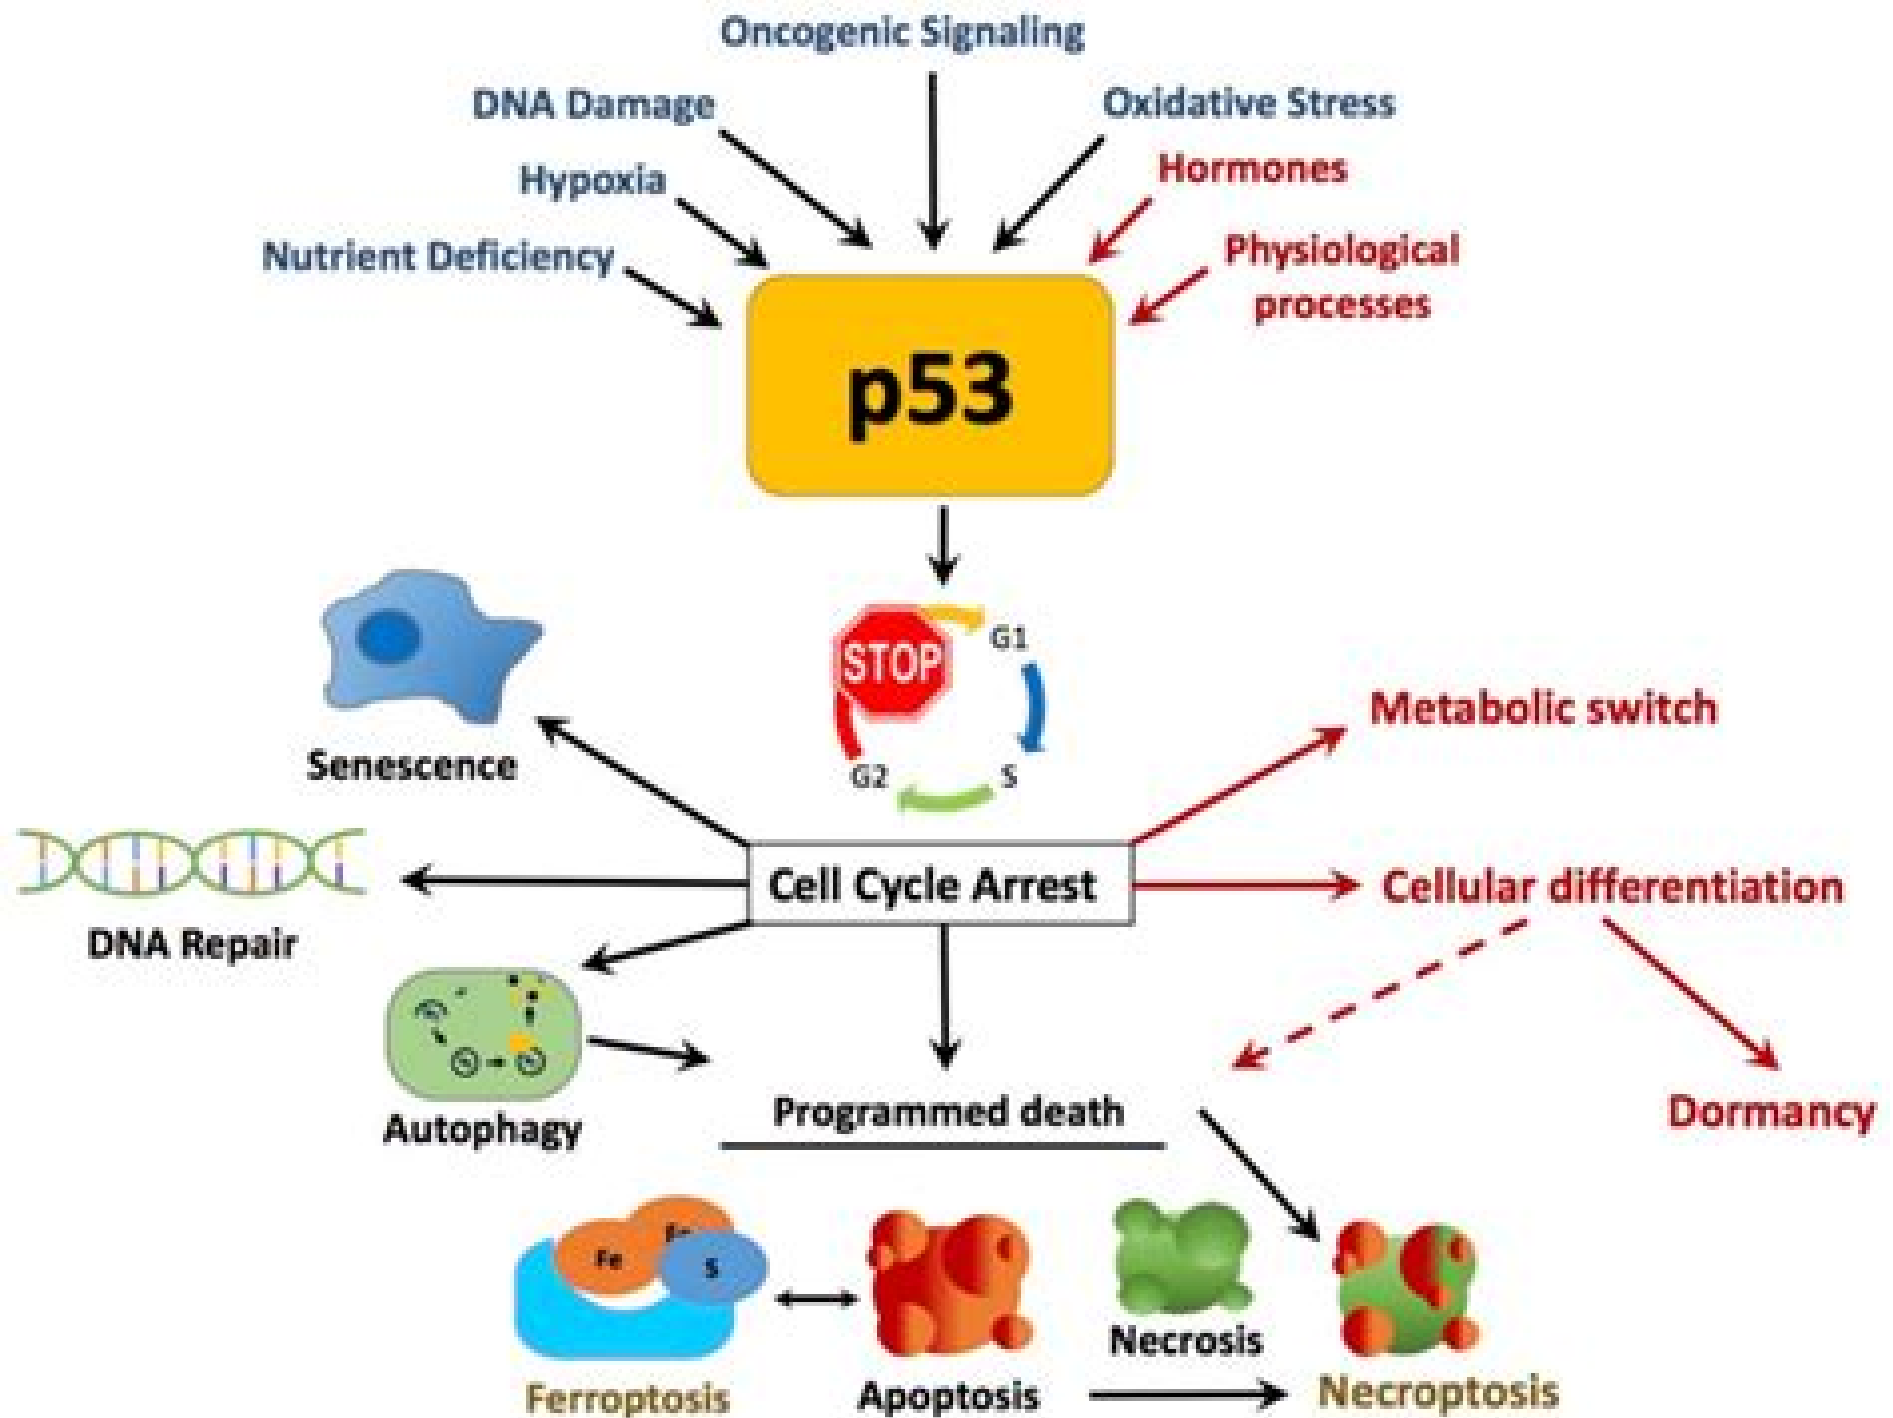 Oncogenic Signaling
DNA Damage
Oxidative Stress
Hypoxia
Hormones
Nutrient Deficiency
Physiological
processes
p53
STOP
G1
G2
S
Senescence
Metabolic switch
Cell Cycle Arrest
Cellular differentiation
DNA Repair
Autophagy
Programmed death
Dormancy
Fe
Fe
S
Necrosis
Ferroptosis
Apoptosis
Necroptosis